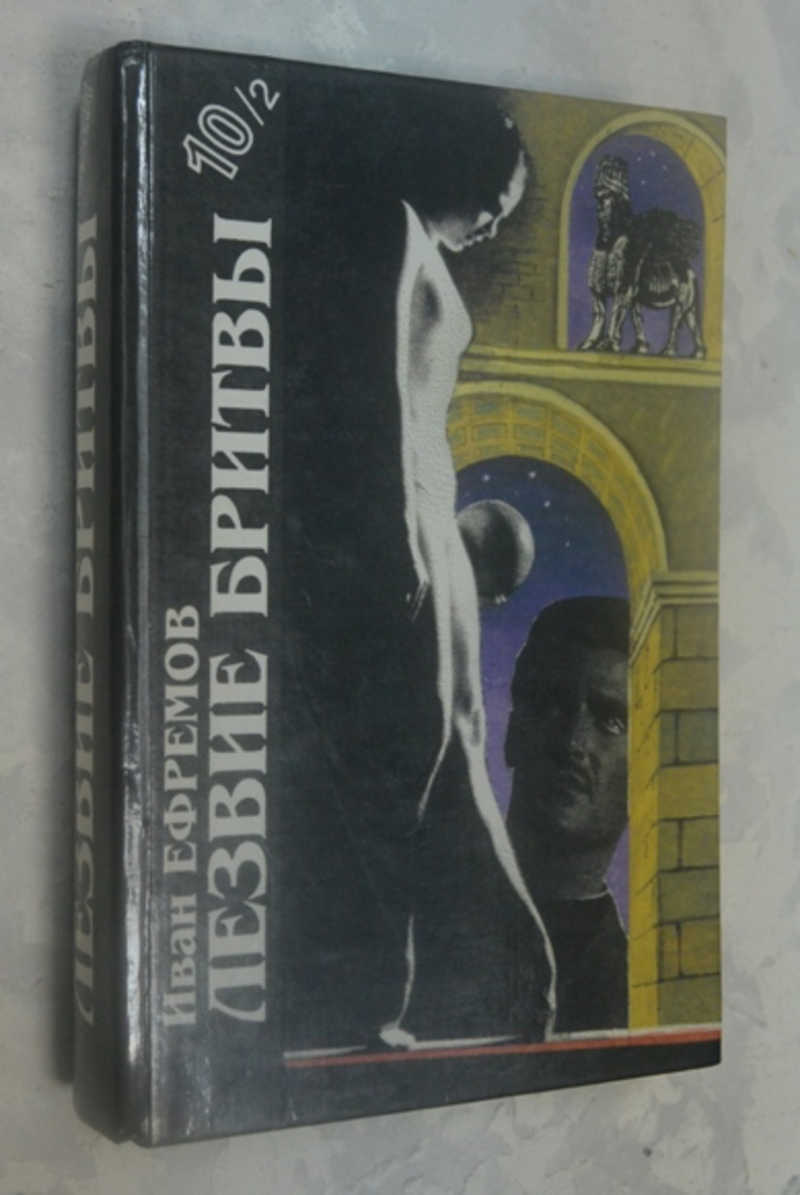 10/2
Иван ЕФРЕМОВ
ЛЕЗВИЕ БРИТВЫ
ЛЕЗВИЕ БРИТВЫ